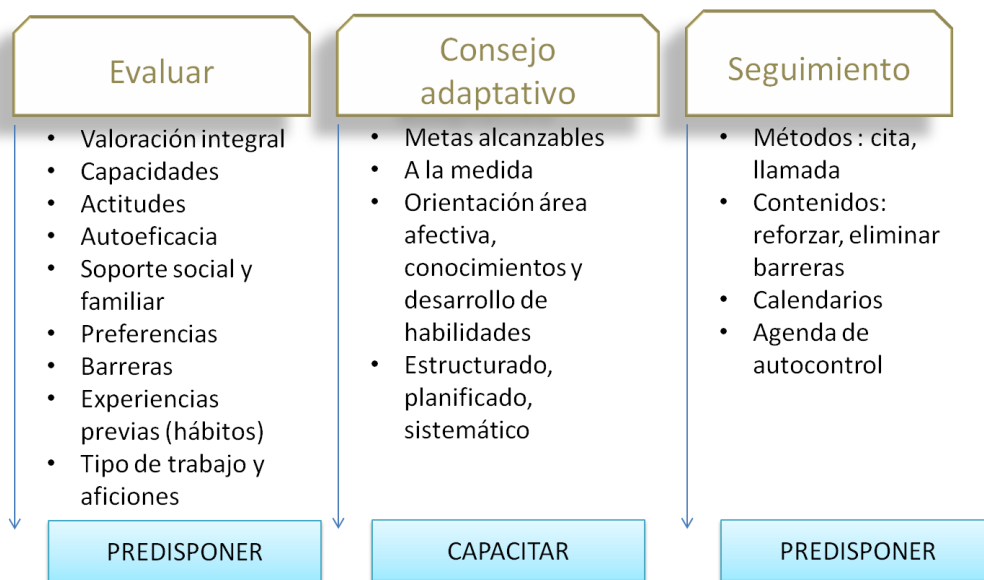 Evaluar
• Valoración integral
• Capacidades
• Actitudes
• Autoeficacia
• Soporte social y
familiar
• Preferencias
• Barreras
• Experiencias
previas (hábitos)
• Tipo de trabajo y
aficiones
PREDISPONER
Consejo
adaptativo
• Metas alcanzables
• A la medida
• Orientación área
afectiva,
conocimientos y
desarrollo de
habilidades
• Estructurado,
planificado,
sistemático
CAPACITAR
Seguimiento
• Métodos : cita,
llamada
• Contenidos:
reforzar, eliminar
barreras
• Calendarios
• Agenda de
autocontrol
PREDISPONER